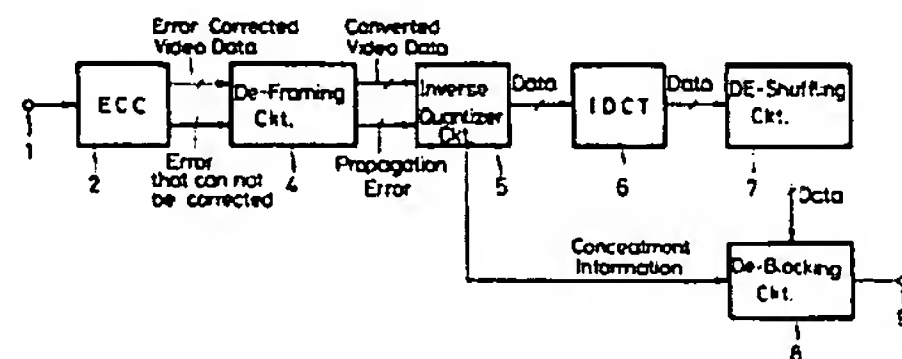 Error Corrected
Video Data
Converted
Video Data
ECC
De-Framing
Ckt.
Inverse
Quantizer
Ckt.
Data
IDCT
Data
DE-Shuffling
Ckt.
1
2
Error
that can not
be corrected
4
Propagation
Error
5
6
7
Data
Concealment
Information
De-Blocking
Ckt.
8
9